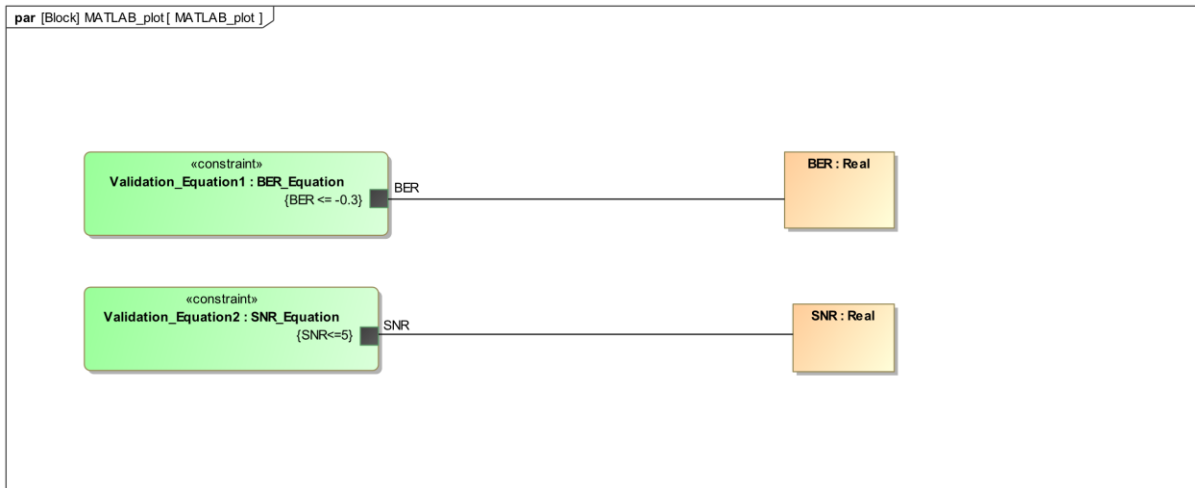 par [Block] MATLAB_plot[ MATLAB_plot ]
«constraint»
Validation_Equation1 : BER_Equation
{BER <= -0.3}
BER
BER : Real
«constraint»
Validation_Equation2 : SNR_Equation
{SNR<=5}
SNR
SNR : Real